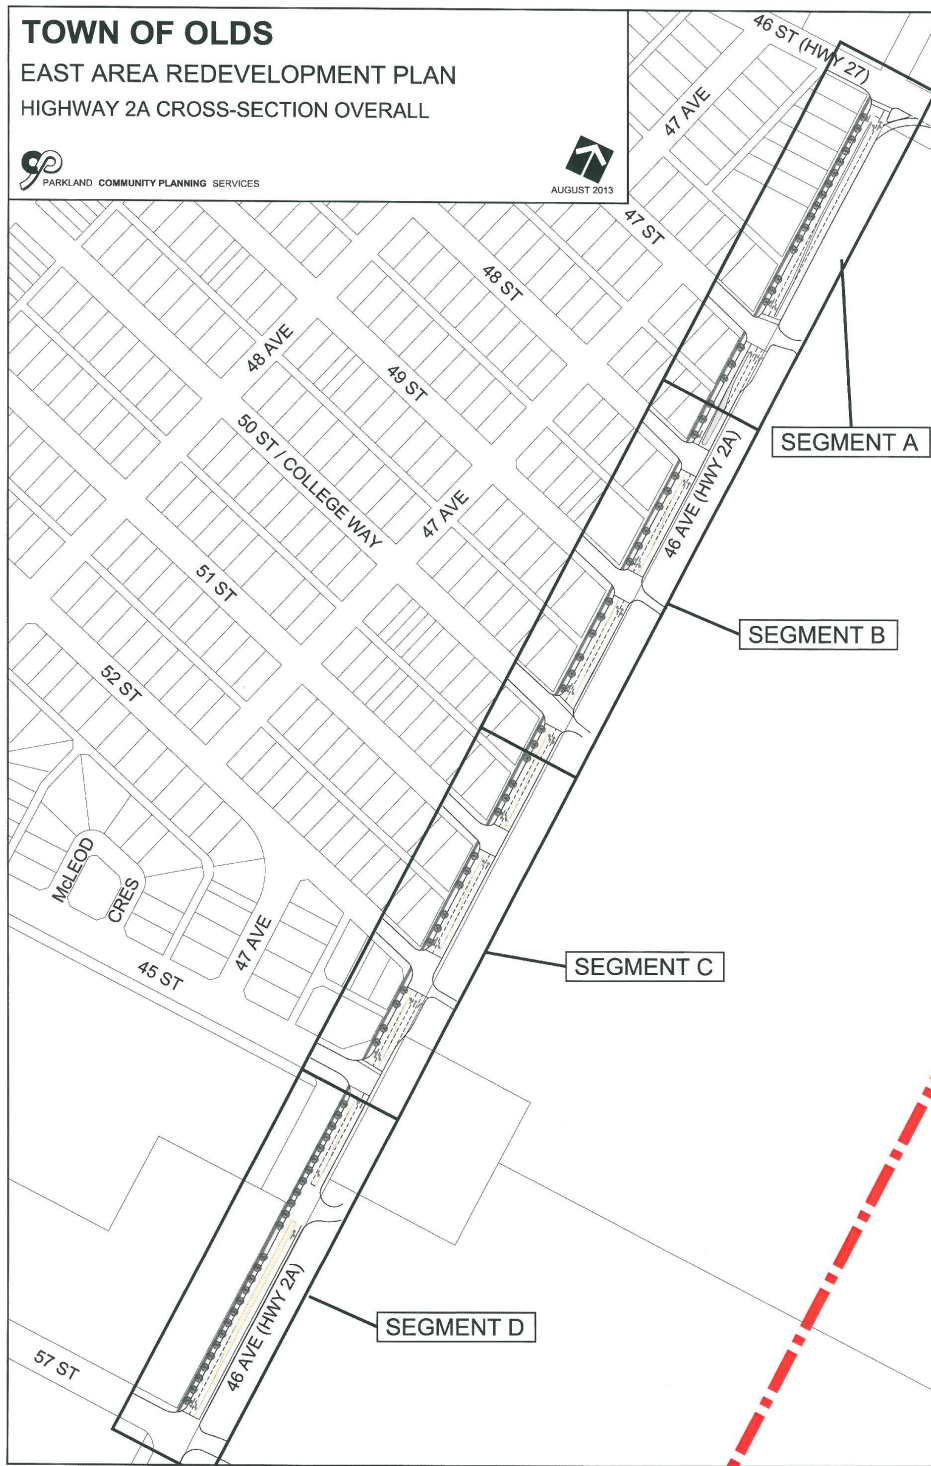 TOWN OF OLDS
EAST AREA REDEVELOPMENT PLAN
HIGHWAY 2A CROSS-SECTION OVERALL
PARKLAND COMMUNITY PLANNING SERVICES
AUGUST 2013
46 ST (HWY 27)
47 AVE
47 ST
48 ST
48 AVE
49 ST
SEGMENT A
50 ST / COLLEGE WAY
47 AVE
46 AVE (HWY 2A)
51 ST
SEGMENT B
52 ST
McLEOD
CRES
47 AVE
45 ST
SEGMENT C
46 AVE (HWY 2A)
SEGMENT D
57 ST